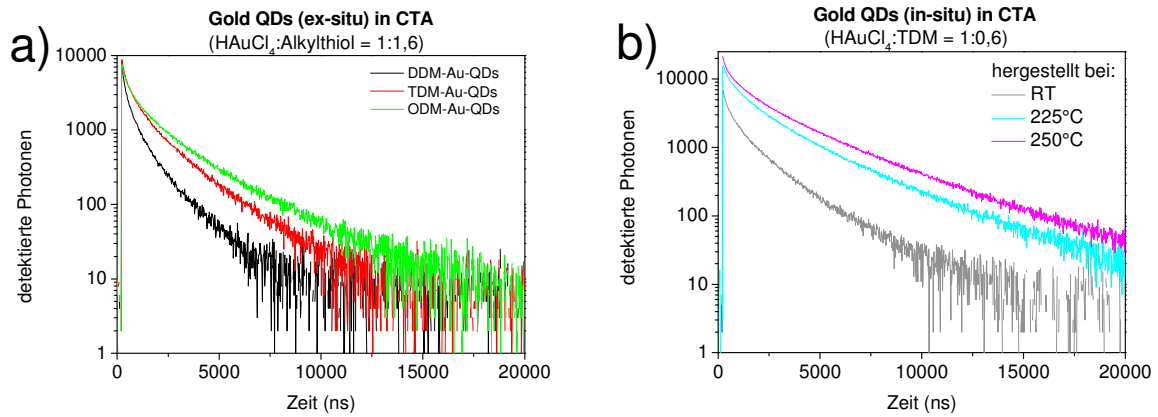 a)
Gold QDs (ex-situ) in CTA
(HAuCl4:Alkylthiol = 1:1,6)
10000
1000
100
10
1
detektierte Photonen
DDM-Au-QDs
TDM-Au-QDs
ODM-Au-QDs
0 5000 10000 15000 20000
Zeit (ns)
b)
Gold QDs (in-situ) in CTA
(HAuCl4:TDM = 1:0,6)
10000
1000
100
10
1
detektierte Photonen
hergestellt bei:
RT
225°C
250°C
0 5000 10000 15000 20000
Zeit (ns)